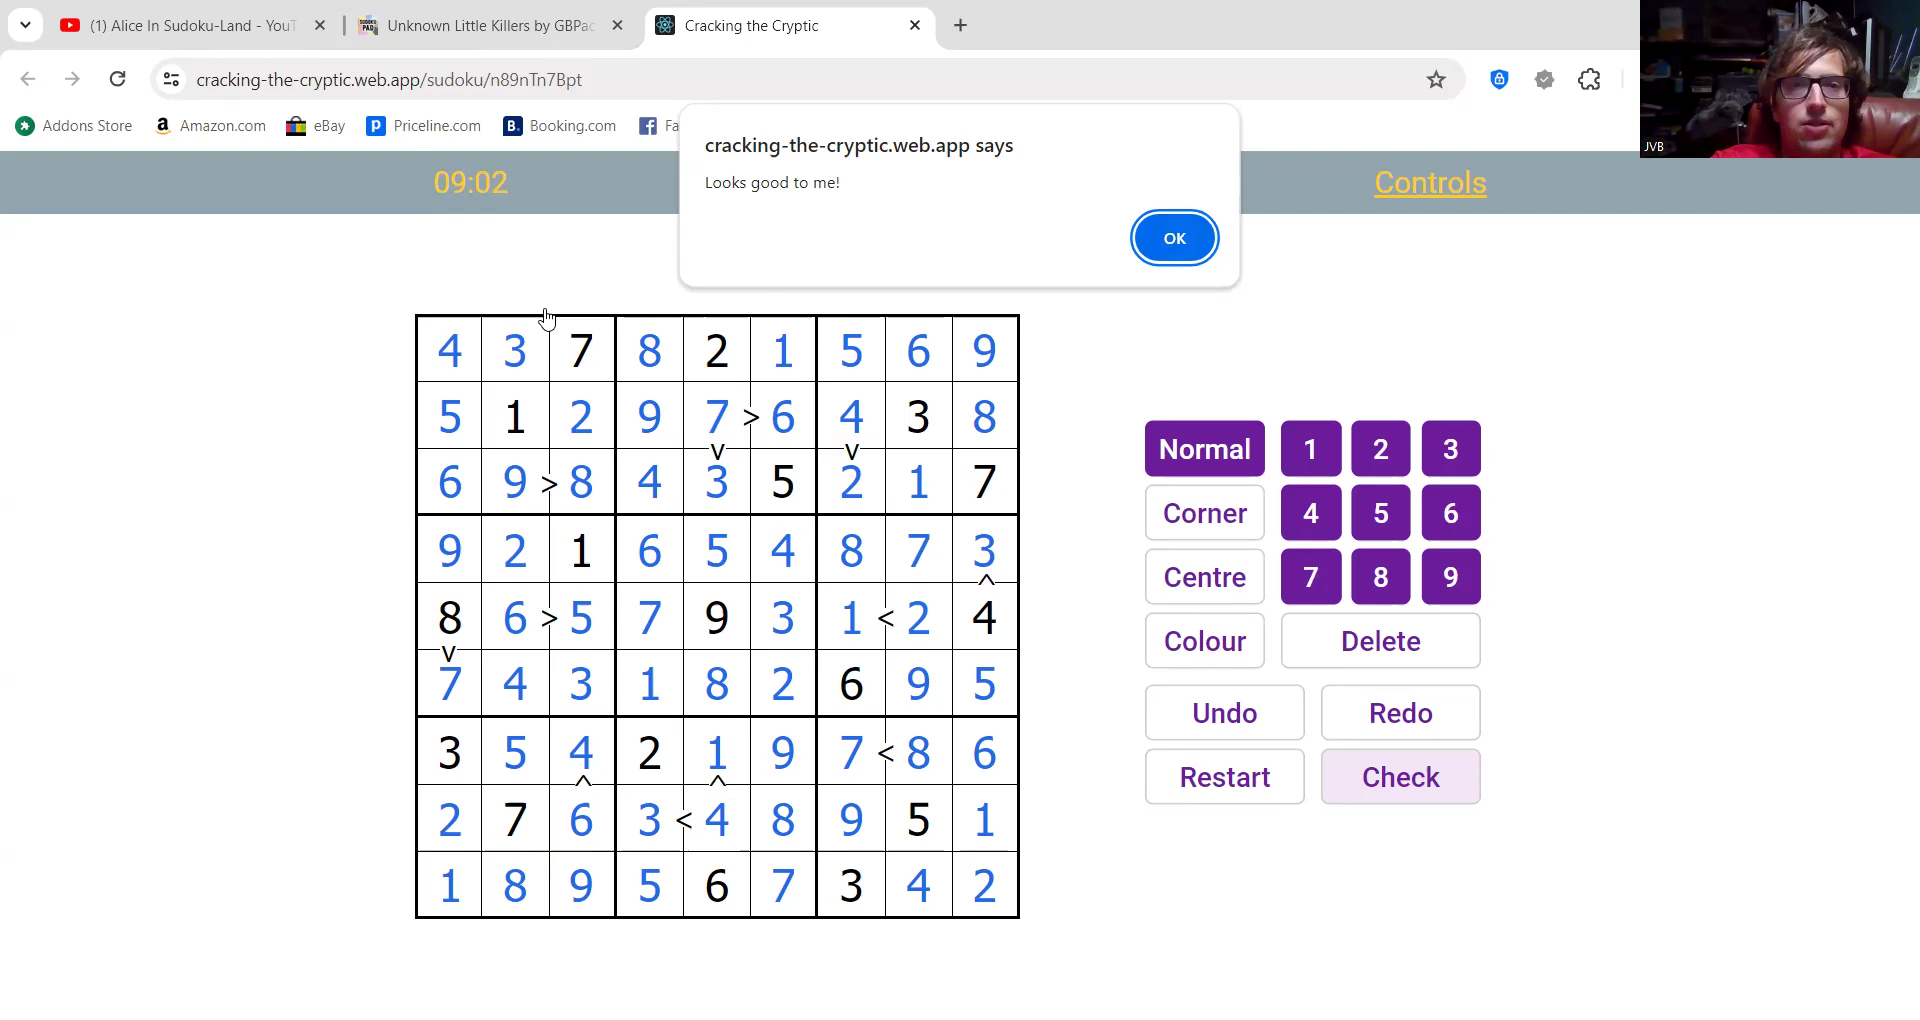 (1) Alice In Sudoku-Land - YouT
Unknown Little Killers by GBPac
Cracking the Cryptic
cracking-the-cryptic.web.app/sudoku/n89nTn7Bpt
Addons Store
Amazon.com
eBay
Priceline.com
Booking.com
Fa
cracking-the-cryptic.web.app says
Looks good to me!
OK
JVB
09:02
Controls
4 3 7 8 2 1 5 6 9
5 1 2 9 7 > 6 4 3 8
v v
6 9 > 8 4 3 5 2 1 7
9 2 1 6 5 4 8 7 3
^
8 6 > 5 7 9 3 1 < 2 4
v
7 4 3 1 8 2 6 9 5
3 5 4 2 1 9 7 < 8 6
^ ^
2 7 6 3 < 4 8 9 5 1
1 8 9 5 6 7 3 4 2
Normal 1 2 3
Corner 4 5 6
Centre 7 8 9
Colour Delete
Undo Redo
Restart Check